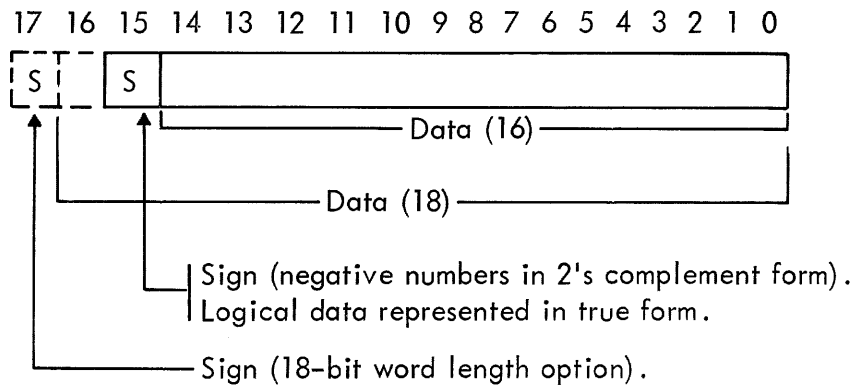 17 16 15 14 13 12 11 10 9 8 7 6 5 4 3 2 1 0
S S
Data (16)
Data (18)
Sign (negative numbers in 2's complement form).
Logical data represented in true form.
Sign (18-bit word length option).